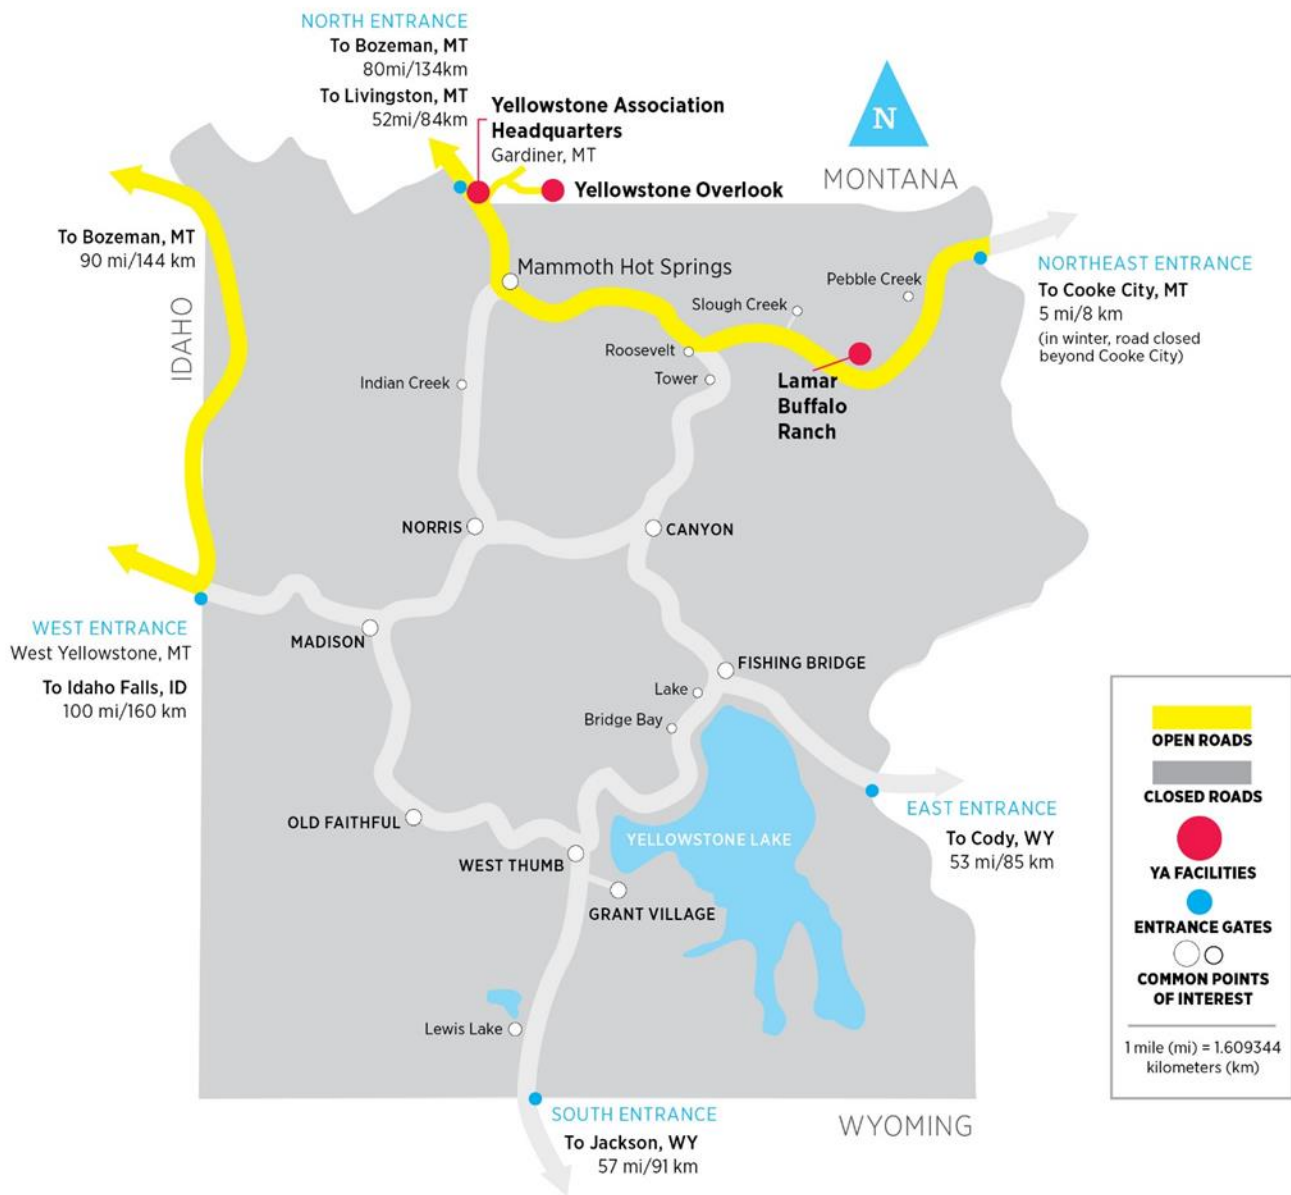 NORTH ENTRANCE
To Bozeman, MT
80mi/134km
To Livingston, MT
52mi/84km
Yellowstone Association
Headquarters
Gardiner, MT
Yellowstone Overlook
N
MONTANA
To Bozeman, MT
90 mi/144 km
IDAHO
Mammoth Hot Springs
Pebble Creek
Slough Creek
NORTHEAST ENTRANCE
To Cooke City, MT
5 mi/8 km
(in winter, road closed
beyond Cooke City)
Roosevelt
Tower
Indian Creek
Lamar
Buffalo
Ranch
NORRIS
CANYON
WEST ENTRANCE
West Yellowstone, MT
To Idaho Falls, ID
100 mi/160 km
MADISON
FISHING BRIDGE
Lake
Bridge Bay
OLD FAITHFUL
WEST THUMB
YELLOWSTONE LAKE
GRANT VILLAGE
EAST ENTRANCE
To Cody, WY
53 mi/85 km
Lewis Lake
SOUTH ENTRANCE
To Jackson, WY
57 mi/91 km
WYOMING
OPEN ROADS
CLOSED ROADS
YA FACILITIES
ENTRANCE GATES
COMMON POINTS
OF INTEREST
1 mile (mi) = 1.609344
kilometers (km)